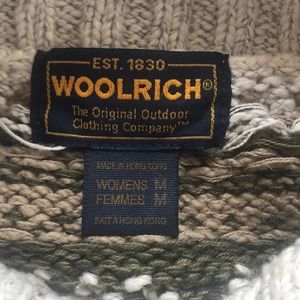 EST. 1830
WOOLRICH®
The Original Outdoor
Clothing Company™
MADE IN HONG KONG
WOMENS M
FEMMES M
FAIT A HONG KONG